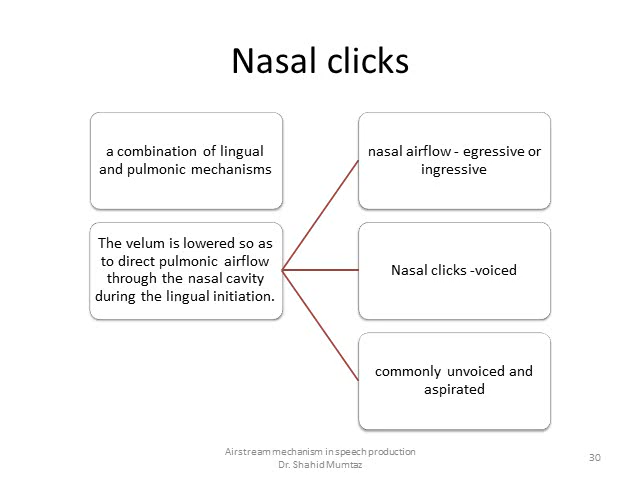 Nasal clicks
a combination of lingual
and pulmonic mechanisms
nasal airflow - egressive or
ingressive
The velum is lowered so as
to direct pulmonic airflow
through the nasal cavity
during the lingual initiation.
Nasal clicks -voiced
commonly unvoiced and
aspirated
Airstream mechanism in speech production
Dr. Shahid Mumtaz
30